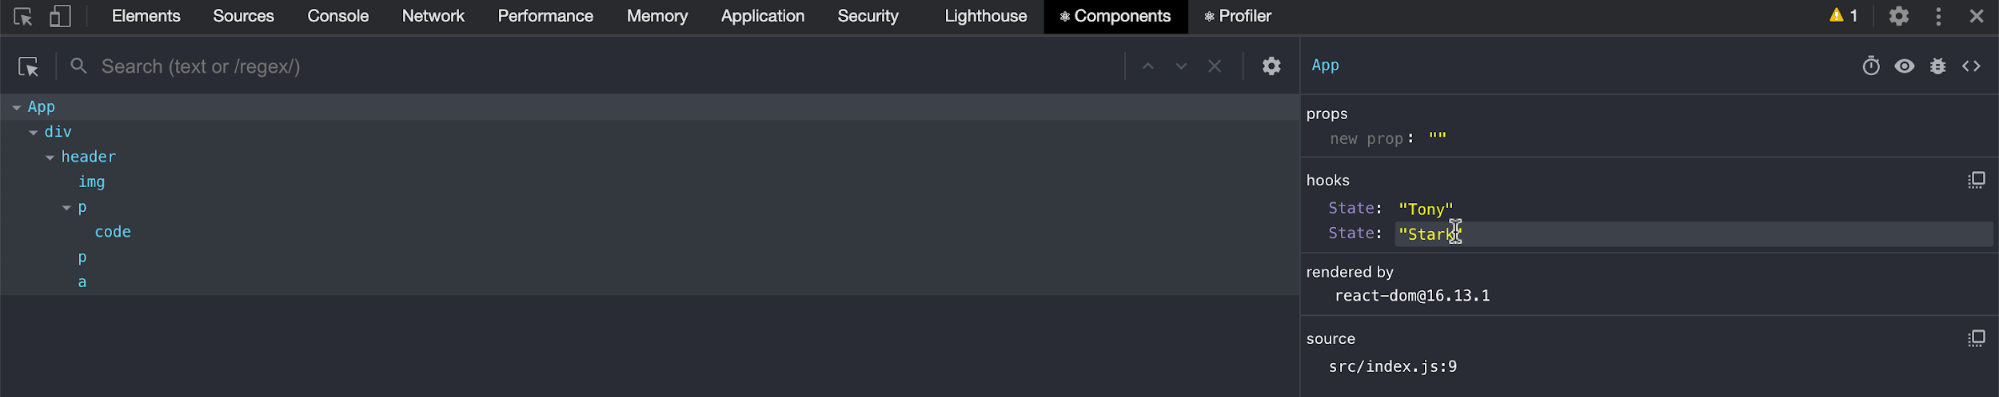 Elements Sources Console Network Performance Memory Application Security Lighthouse Components Profiler 1
Search (text or /regex/)
App
div
header
img
p
code
p
a
App
props
new prop: ""
hooks
State: "Tony"
State: "Stark"
rendered by
react-dom@16.13.1
source
src/index.js:9